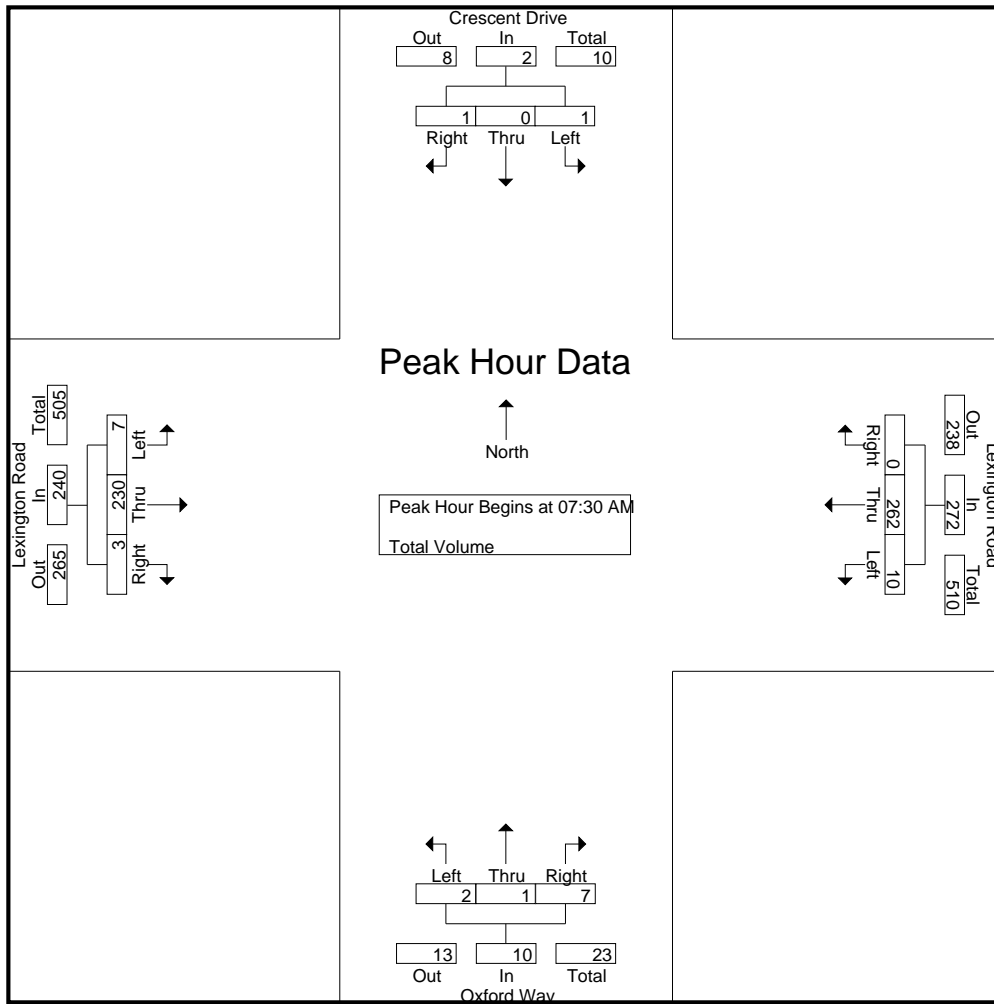 Crescent Drive
Out In Total
8 2 10
1 0 1
Right Thru Left
Peak Hour Data
North
Peak Hour Begins at 07:30 AM
Total Volume
Lexington Road
Total In Out
505 240 265
7 230 3
Left Thru Right
Right Thru Left
0 262 10
Out In Total
238 272 510
Lexington Road
Left Thru Right
2 1 7
13 10 23
Out In Total
Oxford Way